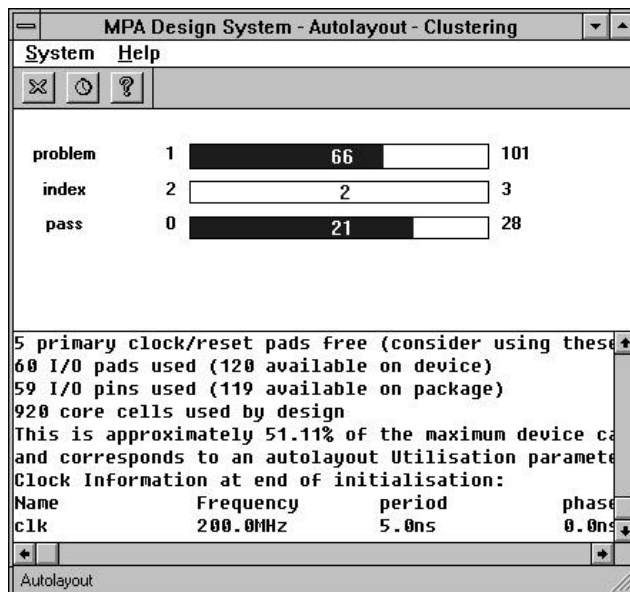 MPA Design System - Autolayout - Clustering
System Help
problem 1 66 101
index 2 2 3
pass 0 21 28
5 primary clock/reset pads free (consider using these
60 I/O pads used (120 available on device)
59 I/O pins used (119 available on package)
920 core cells used by design
This is approximately 51.11% of the maximum device ca
and corresponds to an autolayout Utilisation paramete
Clock Information at end of initialisation:
Name Frequency period phase
clk 200.0MHz 5.0ns 0.0ns
Autolayout